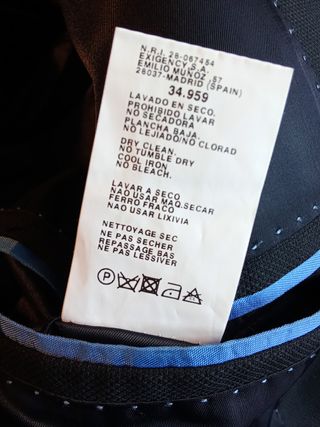 N.R.I. 28-067454
EXIGENCY,S.A.
EMILIO MUÑOZ ,57
28037-MADRID (SPAIN)
34.959
LAVADO EN SECO.
PROHIBIDO LAVAR
NO SECADORA
PLANCHA BAJA.
NO LEJIADO/NO CLORAD
DRY CLEAN.
NO TUMBLE DRY
COOL IRON
NO BLEACH.
LAVAR A SECO
NAO USAR MAQ.SECAR
FERRO FRACO
NAO USAR LIXIVIA
NETTOYAGE SEC
NE PAS SECHER
REPASSAGE BAS
NE PAS LESSIVER
P